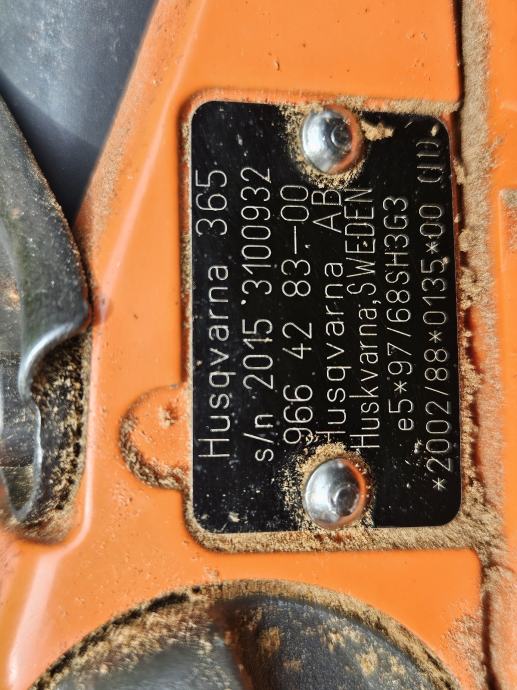 Husqvarna 365
s/n 2015 3100932
966 42 83-00
Husqvarna AB
Huskvarna, SWEDEN
e5*97/68SH3G3
*2002/88*0135*00 (II)